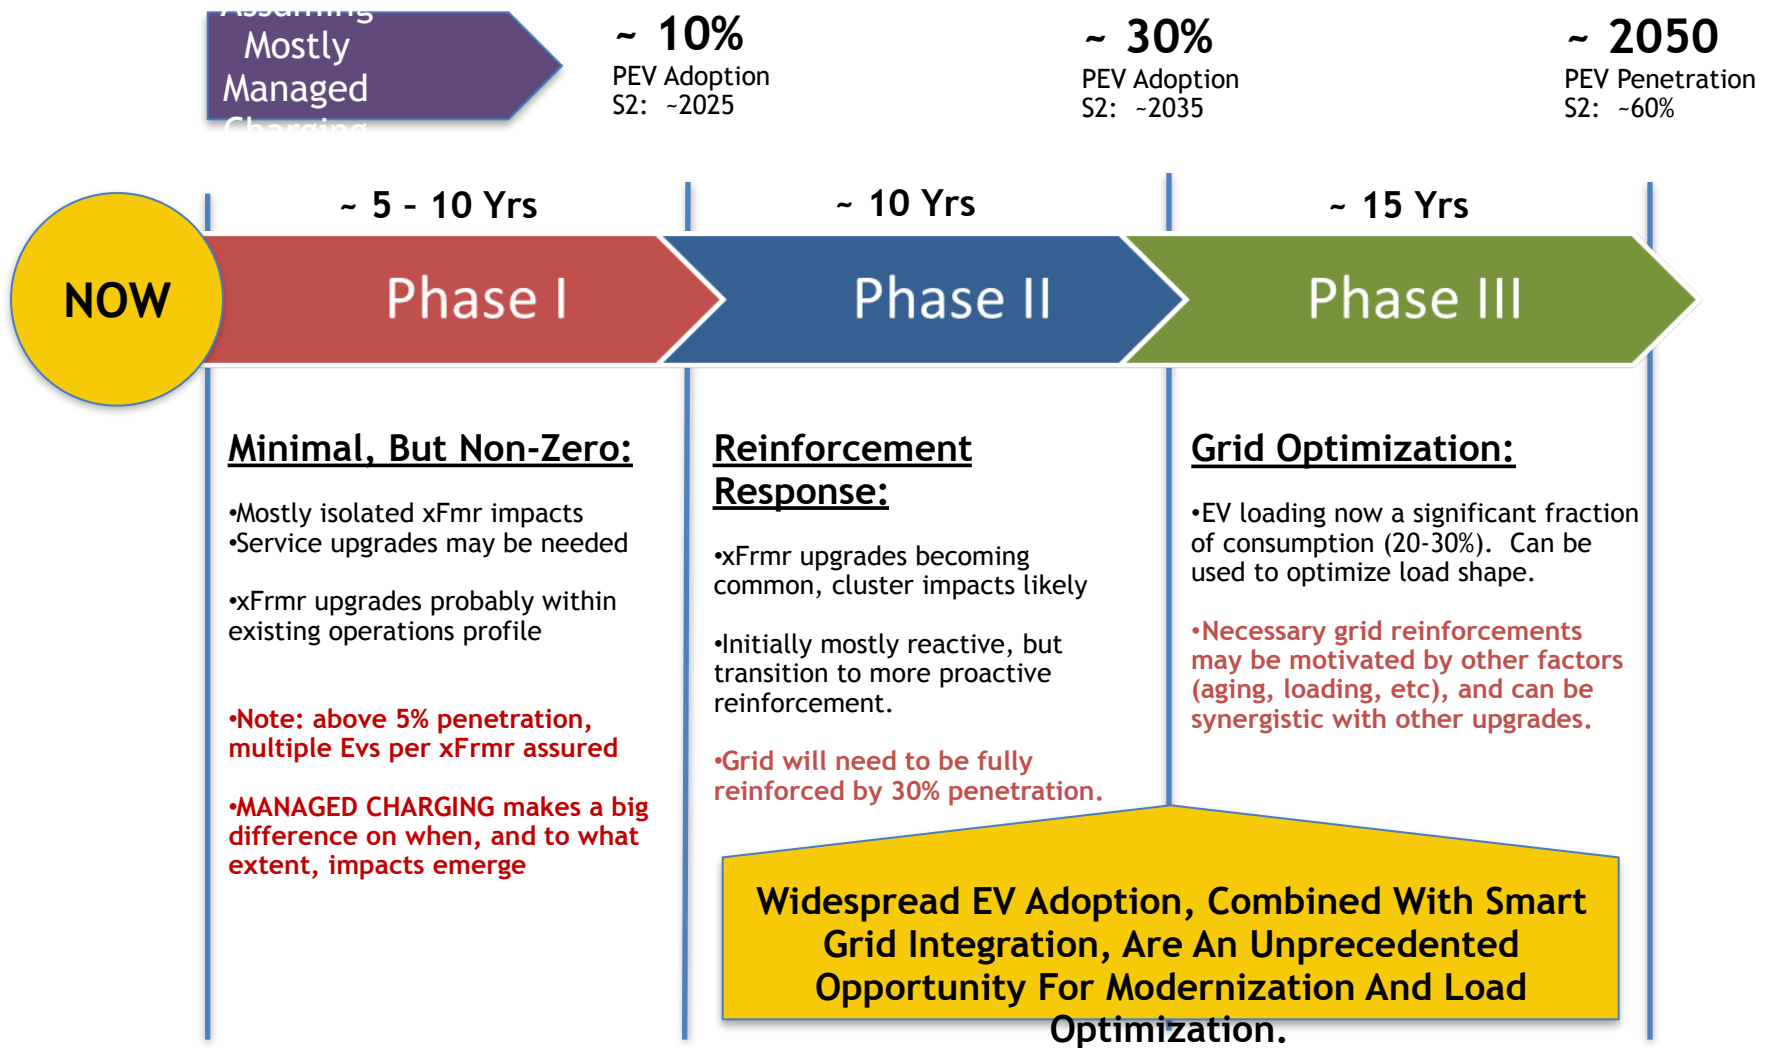 Assuming
Mostly
Managed
Charging
~ 10%
PEV Adoption
S2: ~2025
~ 30%
PEV Adoption
S2: ~2035
~ 2050
PEV Penetration
S2: ~60%
~ 5 – 10 Yrs
~ 10 Yrs
~ 15 Yrs
NOW
Phase I
Phase II
Phase III
Minimal, But Non-Zero:
•Mostly isolated xFmr impacts
•Service upgrades may be needed
•xFrmr upgrades probably within
existing operations profile
•Note: above 5% penetration,
multiple Evs per xFrmr assured
•MANAGED CHARGING makes a big
difference on when, and to what
extent, impacts emerge
Reinforcement
Response:
•xFrmr upgrades becoming
common, cluster impacts likely
•Initially mostly reactive, but
transition to more proactive
reinforcement.
•Grid will need to be fully
reinforced by 30% penetration.
Grid Optimization:
•EV loading now a significant fraction
of consumption (20-30%). Can be
used to optimize load shape.
•Necessary grid reinforcements
may be motivated by other factors
(aging, loading, etc), and can be
synergistic with other upgrades.
Widespread EV Adoption, Combined With Smart
Grid Integration, Are An Unprecedented
Opportunity For Modernization And Load
Optimization.